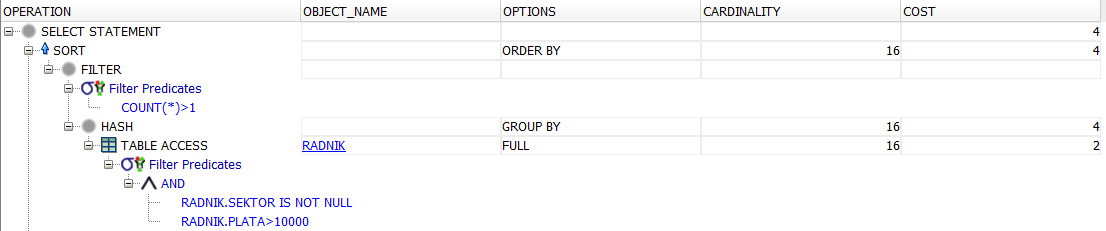 OPERATION OBJECT_NAME OPTIONS CARDINALITY COST
SELECT STATEMENT 4
SORT ORDER BY 16 4
FILTER
Filter Predicates
COUNT(*)>1
HASH GROUP BY 16 4
TABLE ACCESS RADNIK FULL 16 2
Filter Predicates
AND
RADNIK.SEKTOR IS NOT NULL
RADNIK.PLATA>10000